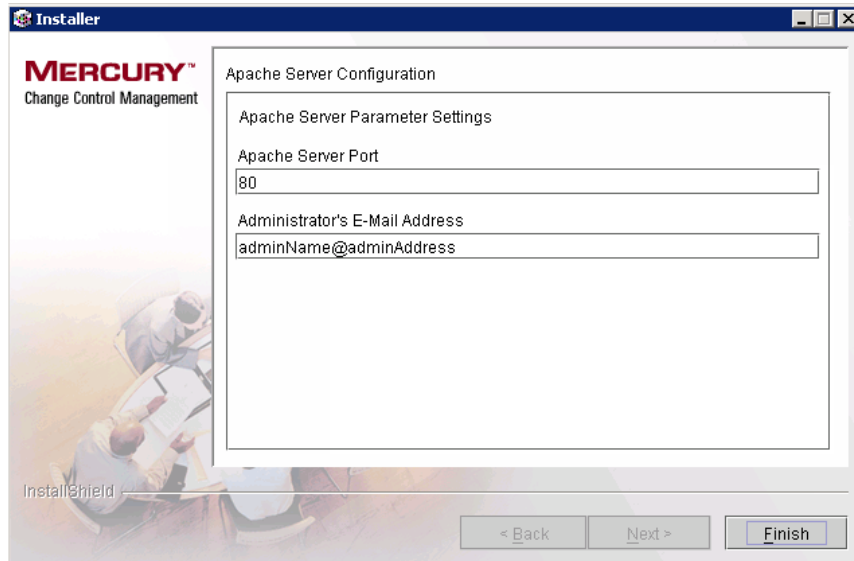 Installer
MERCURY™
Change Control Management
Apache Server Configuration
Apache Server Parameter Settings
Apache Server Port
80
Administrator's E-Mail Address
adminName@adminAddress
InstallShield
< Back
Next >
Finish